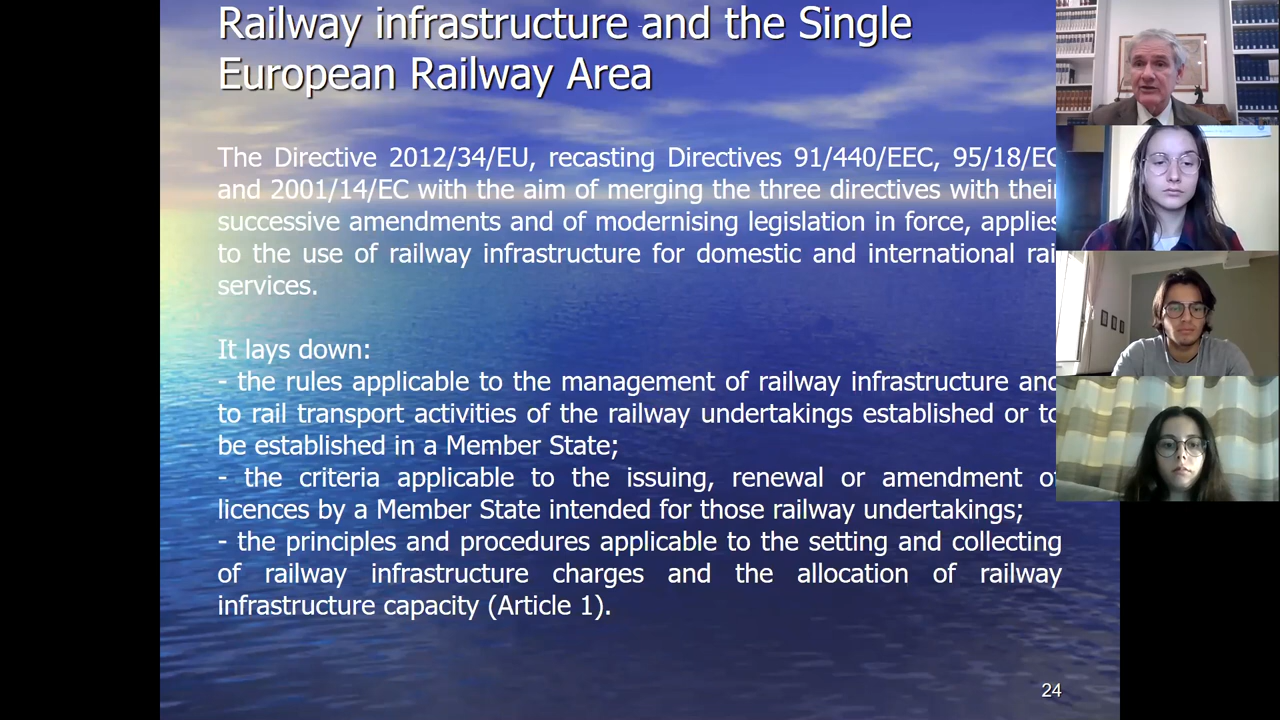 Railway infrastructure and the Single
European Railway Area
The Directive 2012/34/EU, recasting Directives 91/440/EEC, 95/18/EC
and 2001/14/EC with the aim of merging the three directives with their
successive amendments and of modernising legislation in force, applies
to the use of railway infrastructure for domestic and international rai
services.
It lays down:
- the rules applicable to the management of railway infrastructure and
to rail transport activities of the railway undertakings established or to
be established in a Member State;
- the criteria applicable to the issuing, renewal or amendment of
licences by a Member State intended for those railway undertakings;
- the principles and procedures applicable to the setting and collecting
of railway infrastructure charges and the allocation of railway
infrastructure capacity (Article 1).
24